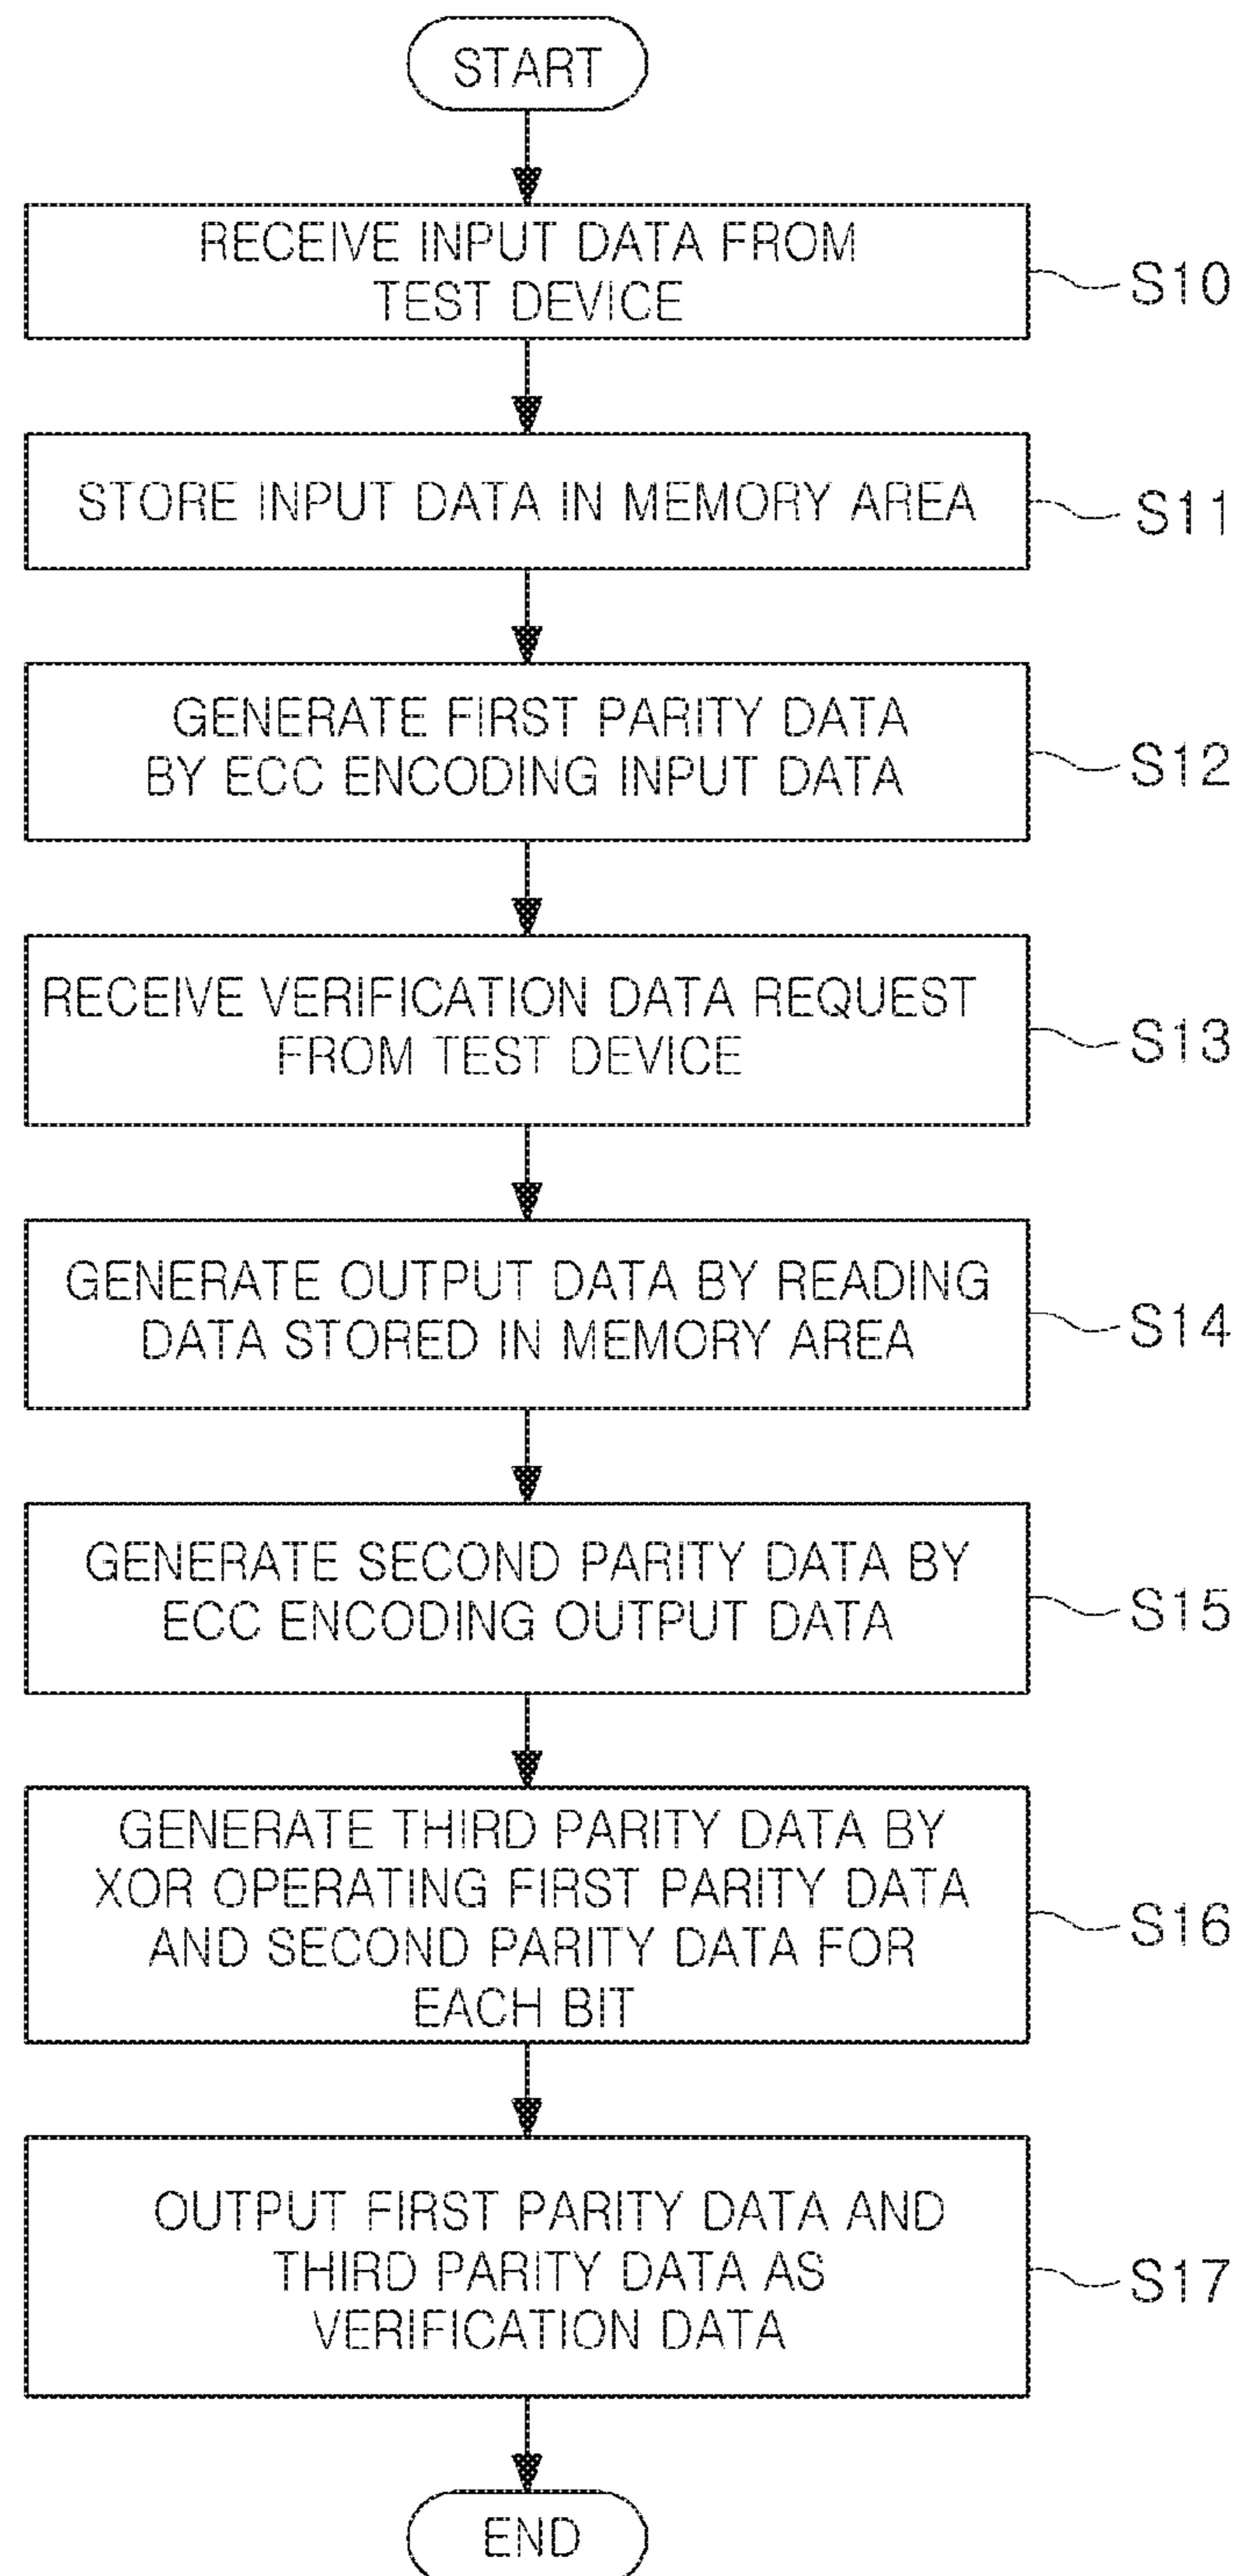 START
RECEIVE INPUT DATA FROM
TEST DEVICE
S10
STORE INPUT DATA IN MEMORY AREA
S11
GENERATE FIRST PARITY DATA
BY ECC ENCODING INPUT DATA
S12
RECEIVE VERIFICATION DATA REQUEST
FROM TEST DEVICE
S13
GENERATE OUTPUT DATA BY READING
DATA STORED IN MEMORY AREA
S14
GENERATE SECOND PARITY DATA BY
ECC ENCODING OUTPUT DATA
S15
GENERATE THIRD PARITY DATA BY
XOR OPERATING FIRST PARITY DATA
AND SECOND PARITY DATA FOR
EACH BIT
S16
OUTPUT FIRST PARITY DATA AND
THIRD PARITY DATA AS
VERIFICATION DATA
S17
END